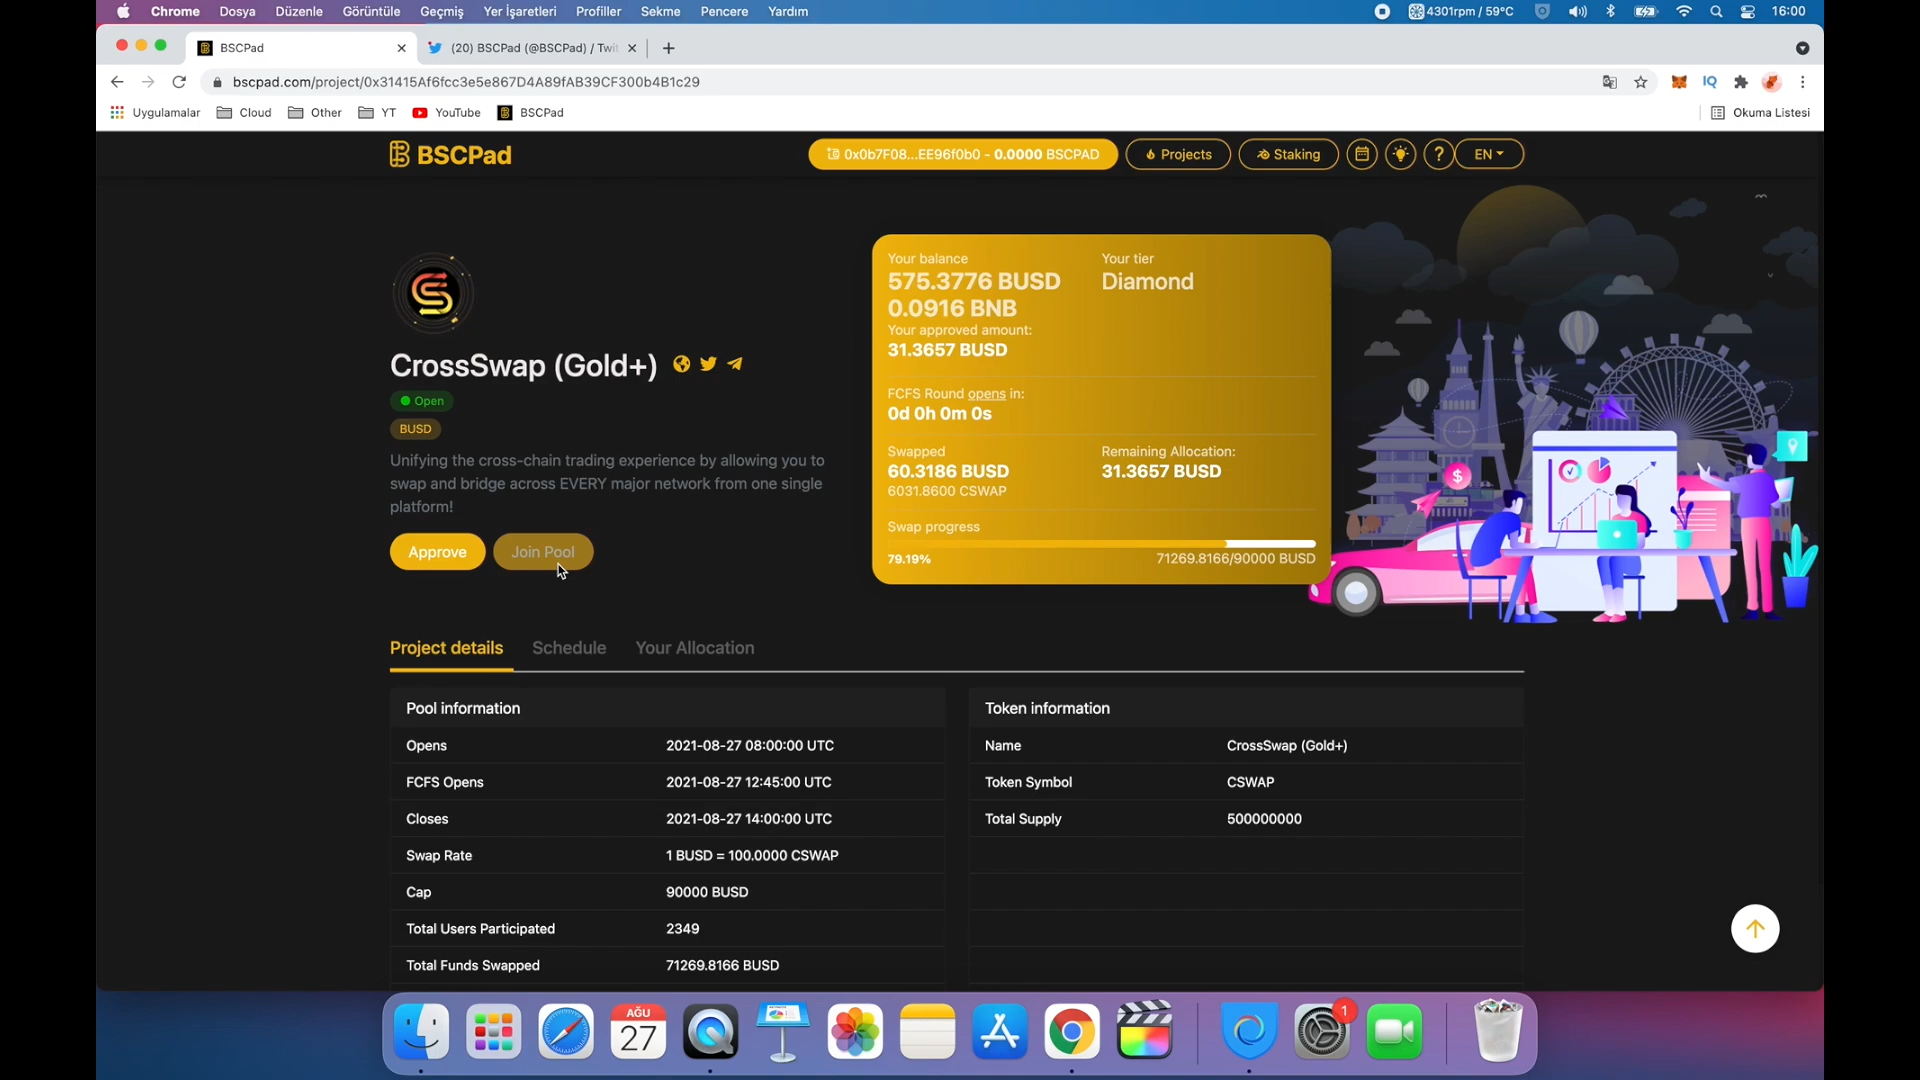 Chrome Dosya Düzenle Görüntüle Geçmiş Yer İşaretleri Profiller Sekme Pencere Yardım 4301rpm / 59°C 16:00
BSCPad (20) BSCPad (@BSCPad) / Twit
bscpad.com/project/0x31415Af6fcc3e5e867D4A89fAB39CF300b4B1c29
Uygulamalar Cloud Other YT YouTube BSCPad Okuma Listesi
BSCPad 0x0b7F08...EE96f0b0 - 0.0000 BSCPAD Projects Staking ? EN
Your balance Your tier
575.3776 BUSD Diamond
0.0916 BNB
Your approved amount:
31.3657 BUSD
CrossSwap (Gold+)
Open
BUSD
Unifying the cross-chain trading experience by allowing you to
swap and bridge across EVERY major network from one single
platform!
Approve Join Pool
FCFS Round opens in:
0d 0h 0m 0s
Swapped Remaining Allocation:
60.3186 BUSD 31.3657 BUSD
6031.8600 CSWAP
Swap progress
79.19% 71269.8166/90000 BUSD
Project details Schedule Your Allocation
Pool information
Opens 2021-08-27 08:00:00 UTC
FCFS Opens 2021-08-27 12:45:00 UTC
Closes 2021-08-27 14:00:00 UTC
Swap Rate 1 BUSD = 100.0000 CSWAP
Cap 90000 BUSD
Total Users Participated 2349
Total Funds Swapped 71269.8166 BUSD
Token information
Name CrossSwap (Gold+)
Token Symbol CSWAP
Total Supply 500000000
AĞU
27
1